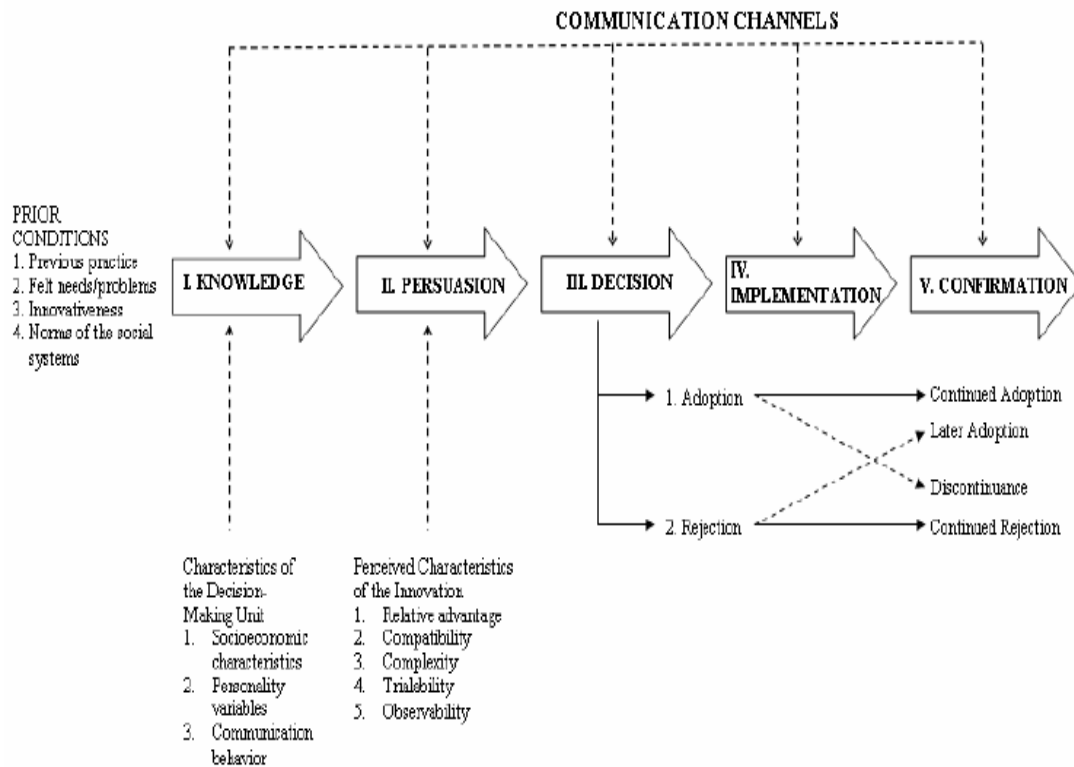 COMMUNICATION CHANNELS
PRIOR
CONDITIONS
1. Previous practice
2. Felt needs/problems
3. Innovativeness
4. Norms of the social
systems
I. KNOWLEDGE
II. PERSUASION
III. DECISION
IV.
IMPLEMENTATION
V. CONFIRMATION
1. Adoption
Continued Adoption
Later Adoption
Discontinuance
2. Rejection
Continued Rejection
Characteristics of
the Decision-
Making Unit
1. Socioeconomic
characteristics
2. Personality
variables
3. Communication
behavior
Perceived Characteristics
of the Innovation
1. Relative advantage
2. Compatibility
3. Complexity
4. Trialability
5. Observability